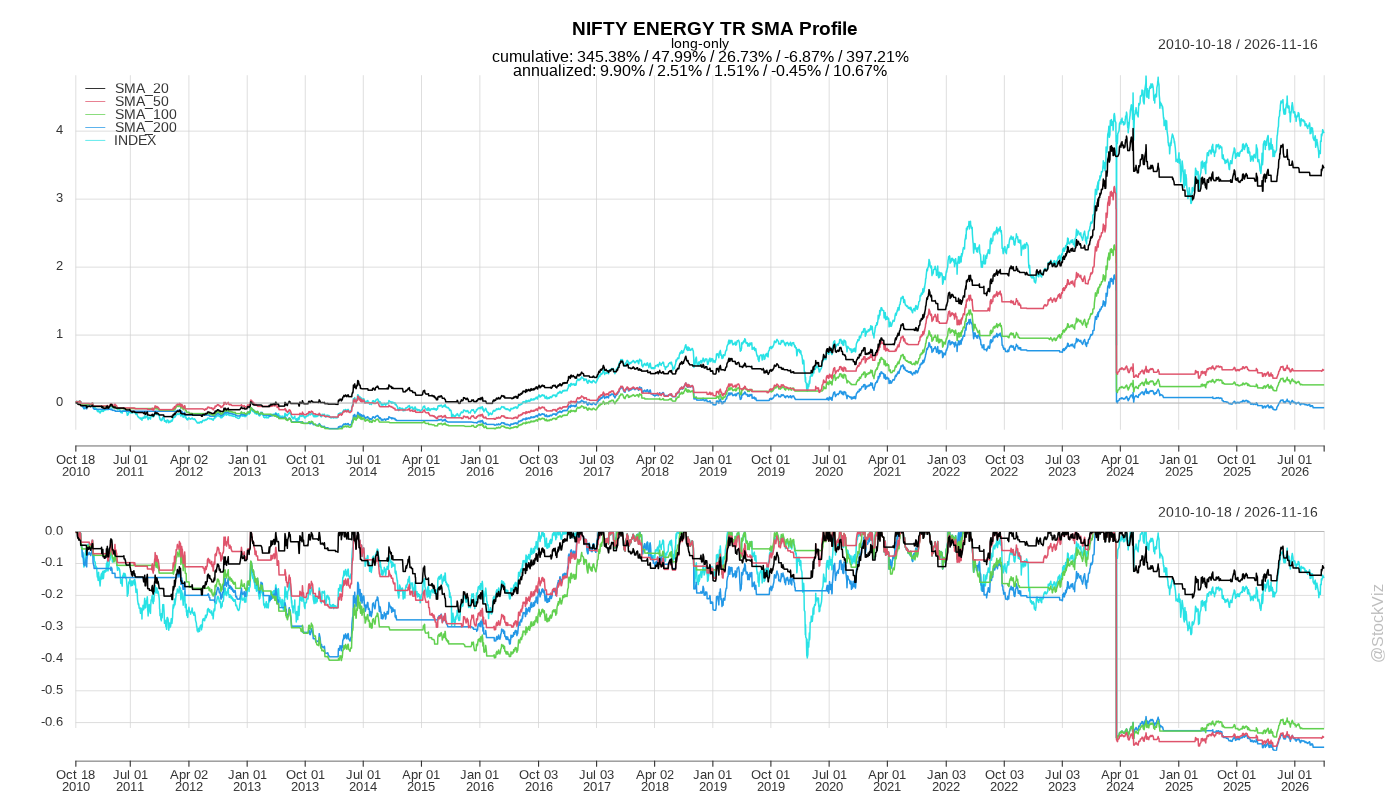 NIFTY ENERGY TR SMA Profile
long-only
cumulative: 345.38% / 47.99% / 26.73% / -6.87% / 397.21%
annualized: 9.90% / 2.51% / 1.51% / -0.45% / 10.67%
2010-10-18 / 2026-11-16
SMA_20
SMA_50
SMA_100
SMA_200
INDEX
4
3
2
1
0
Oct 18 Jul 01 Apr 02 Jan 01 Oct 01 Jul 01 Apr 01 Jan 01 Oct 03 Jul 03 Apr 02 Jan 01 Oct 01 Jul 01 Apr 01 Jan 03 Oct 03 Jul 03 Apr 01 Jan 01 Oct 01 Jul 01
2010 2011 2012 2013 2013 2014 2015 2016 2016 2017 2018 2019 2019 2020 2021 2022 2022 2023 2024 2025 2025 2026
2010-10-18 / 2026-11-16
0.0
-0.1
-0.2
-0.3
-0.4
-0.5
-0.6
Oct 18 Jul 01 Apr 02 Jan 01 Oct 01 Jul 01 Apr 01 Jan 01 Oct 03 Jul 03 Apr 02 Jan 01 Oct 01 Jul 01 Apr 01 Jan 03 Oct 03 Jul 03 Apr 01 Jan 01 Oct 01 Jul 01
2010 2011 2012 2013 2013 2014 2015 2016 2016 2017 2018 2019 2019 2020 2021 2022 2022 2023 2024 2025 2025 2026
@StockViz